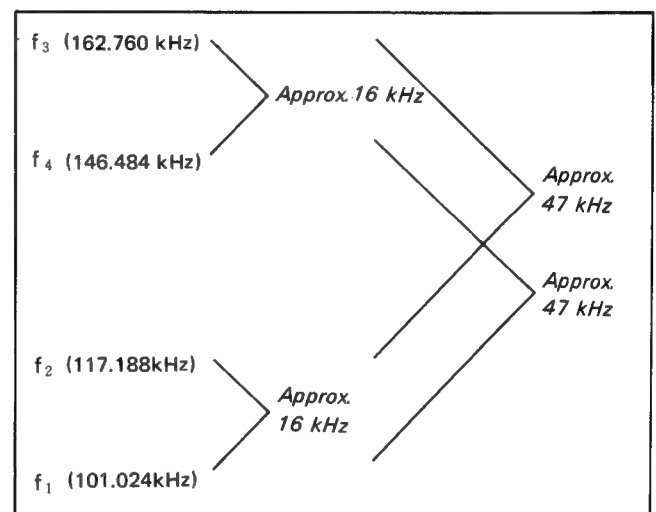 f₃ (162.760 kHz)
Approx. 16 kHz
f₄ (146.484 kHz)
Approx.
47 kHz
Approx.
47 kHz
f₂ (117.188kHz)
Approx.
16 kHz
f₁ (101.024kHz)